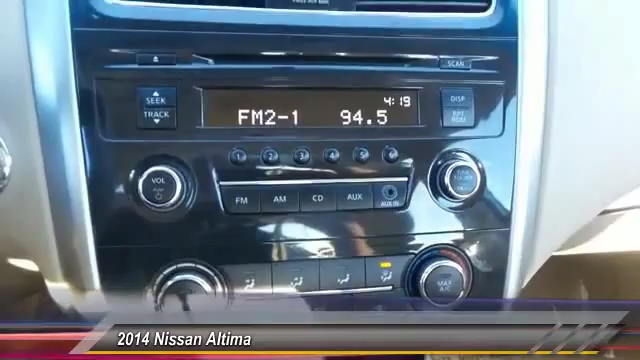 SCAN
SEEK
TRACK
4:19
FM2-1 94.5
DISP
RPT
RDM
1 2 3 4 5 6
VOL
FM AM CD AUX
AUX IN
MAX
A/C
2014 Nissan Altima